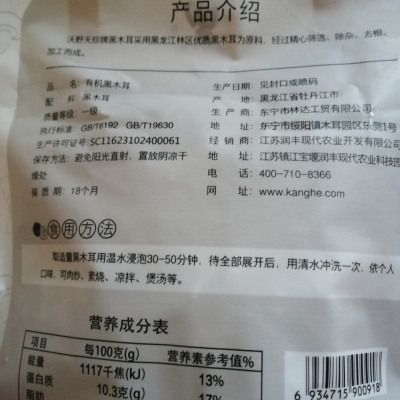 产品介绍
沃野天珍牌黑木耳采用黑龙江林区优质黑木耳为原料，经过精心筛选、除杂、去根、
加工而成。
品 名：有机黑木耳 生产日期：见封口或喷码
配 料：黑木耳 产 地：黑龙江省牡丹江市
质量等级：一级 生 产 商：东宁市林达工贸有限公司
执行标准：GB/T6192 GB/T19630 地 址：东宁市绥阳镇木耳园区东侧1号
生产许可证号：SC11623102400061 经 销 商：江苏润丰现代农业开发有限公司
保存方法：避免阳光直射，置放阴凉干 地 址：江苏镇江宝堰润丰现代农业科技园
燥处 电 话：400-710-8366
保 质 期：18个月 网 址：www.kanghe.com
食用方法
取适量黑木耳用温水浸泡30-50分钟，待全部展开后，用清水冲洗一次，依个人
口味，可肉炒、素烧、凉拌、煲汤等。
营养成分表
项目 每100克(g) 营养素参考值%
能量 1117千焦(kJ) 13%
蛋白质 10.3克(g) 17%
脂肪
6 934715 900918